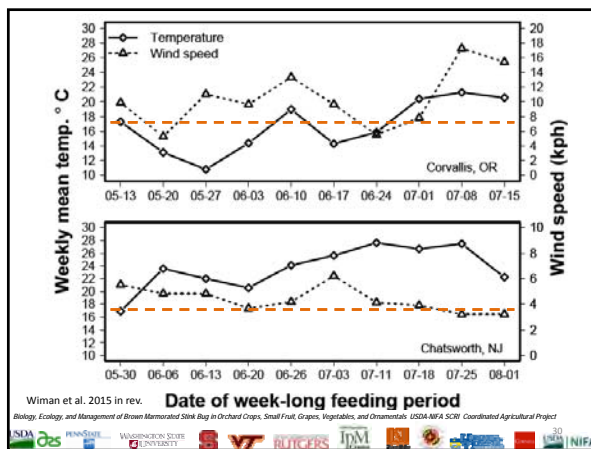 Temperature
Wind speed
30
28
26
24
22
20
18
16
14
12
10
20
18
16
14
12
10
8
6
4
2
0
Corvallis, OR
05-13 05-20 05-27 06-03 06-10 06-17 06-24 07-01 07-08 07-15
Weekly mean temp. ° C
Wind speed (kph)
30
28
26
24
22
20
18
16
14
12
10
10
8
6
4
2
0
Chatsworth, NJ
05-30 06-06 06-13 06-20 06-26 07-03 07-11 07-18 07-25 08-01
Wiman et al. 2015 in rev.
Date of week-long feeding period
Biology, Ecology, and Management of Brown Marmorated Stink Bug in Orchard Crops, Small Fruit, Grapes, Vegetables, and Ornamentals USDA-NIFA SCRI Coordinated Agricultural Project
30
USDA
PENNSTATE
WASHINGTON STATE
UNIVERSITY
RUTGERS
IPM
USDA NIFA